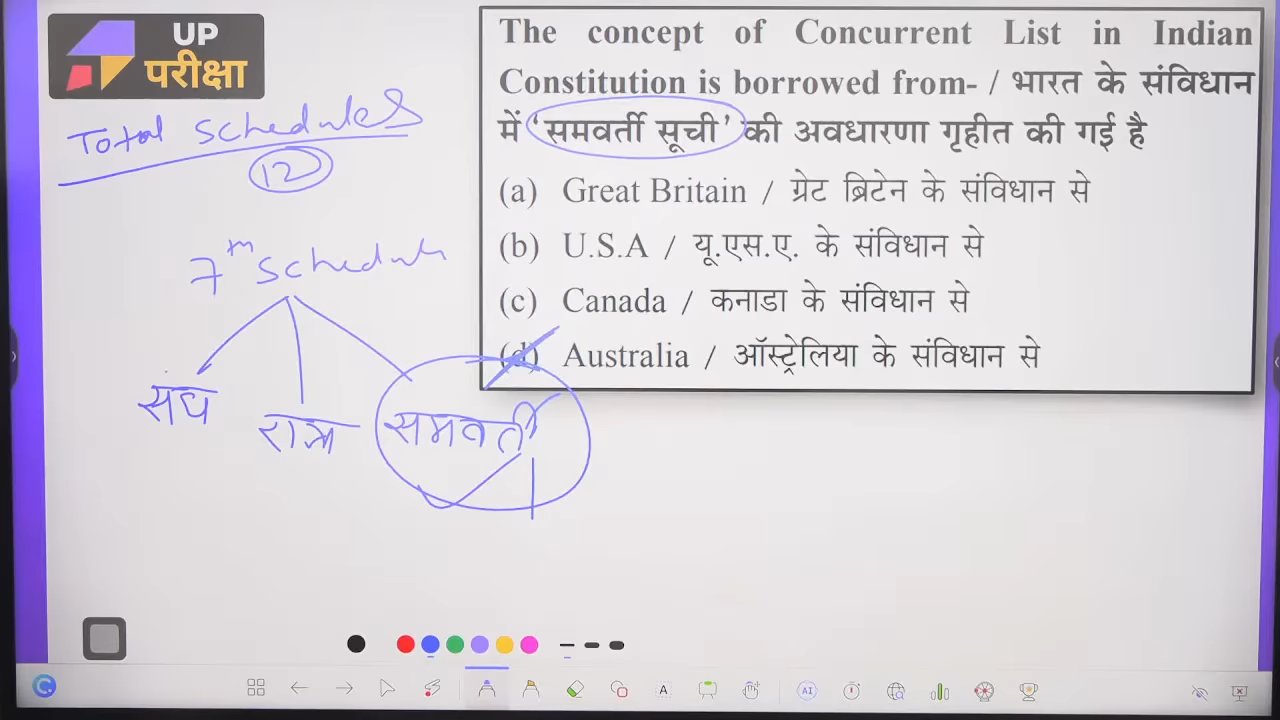 UP
परीक्षा
Total Schedules
12
7th Schedule
संघ
राज्य
समवर्ती
The concept of Concurrent List in Indian
Constitution is borrowed from- / भारत के संविधान
में ‘समवर्ती सूची’ की अवधारणा गृहीत की गई है
(a) Great Britain / ग्रेट ब्रिटेन के संविधान से
(b) U.S.A / यू.एस.ए. के संविधान से
(c) Canada / कनाडा के संविधान से
(d) Australia / ऑस्ट्रेलिया के संविधान से
A
AI